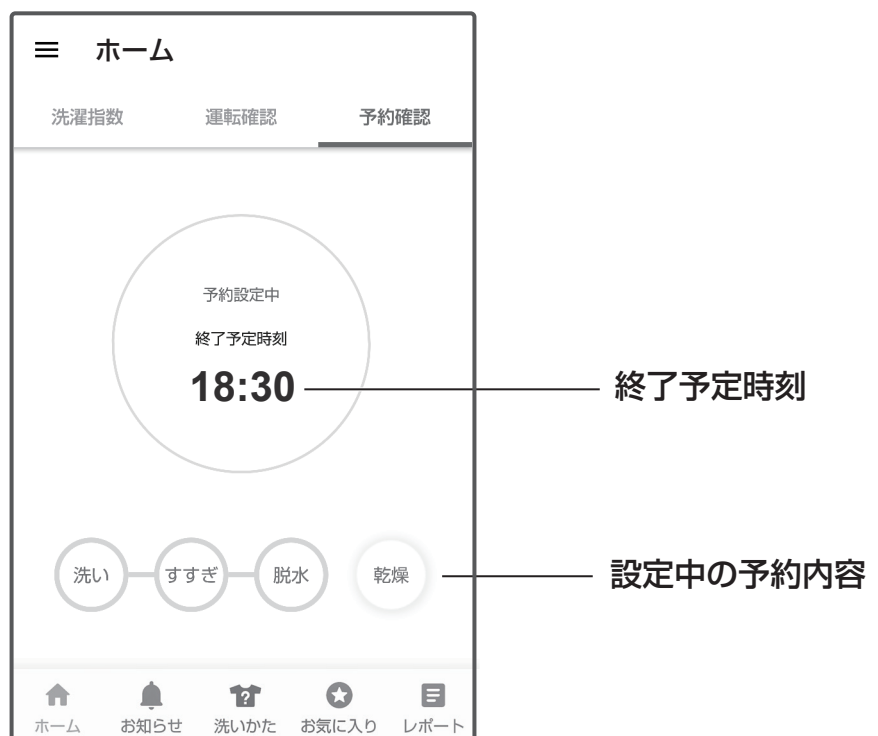 ホーム
洗濯指数 運転確認 予約確認
予約設定中
終了予定時刻
18:30
終了予定時刻
洗い すすぎ 脱水 乾燥
設定中の予約内容
ホーム お知らせ 洗いかた お気に入り レポート